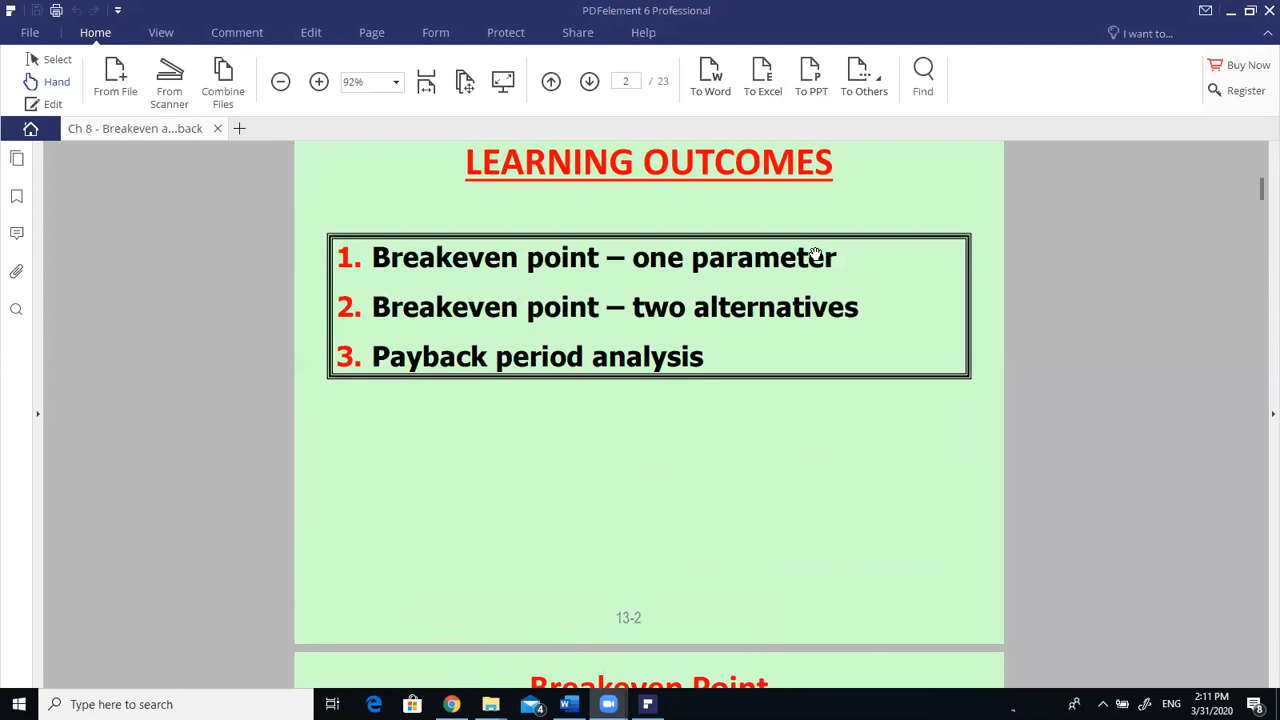 PDFelement 6 Professional
File Home View Comment Edit Page Form Protect Share Help I want to...
Select
Hand
Edit
From File
From Scanner
Combine Files
92%
2 / 23
To Word
To Excel
To PPT
To Others
Find
Buy Now
Register
Ch 8 - Breakeven a...back
LEARNING OUTCOMES
1. Breakeven point – one parameter
2. Breakeven point – two alternatives
3. Payback period analysis
13-2
Breakeven Point
Type here to search
4
ENG
2:11 PM
3/31/2020
8